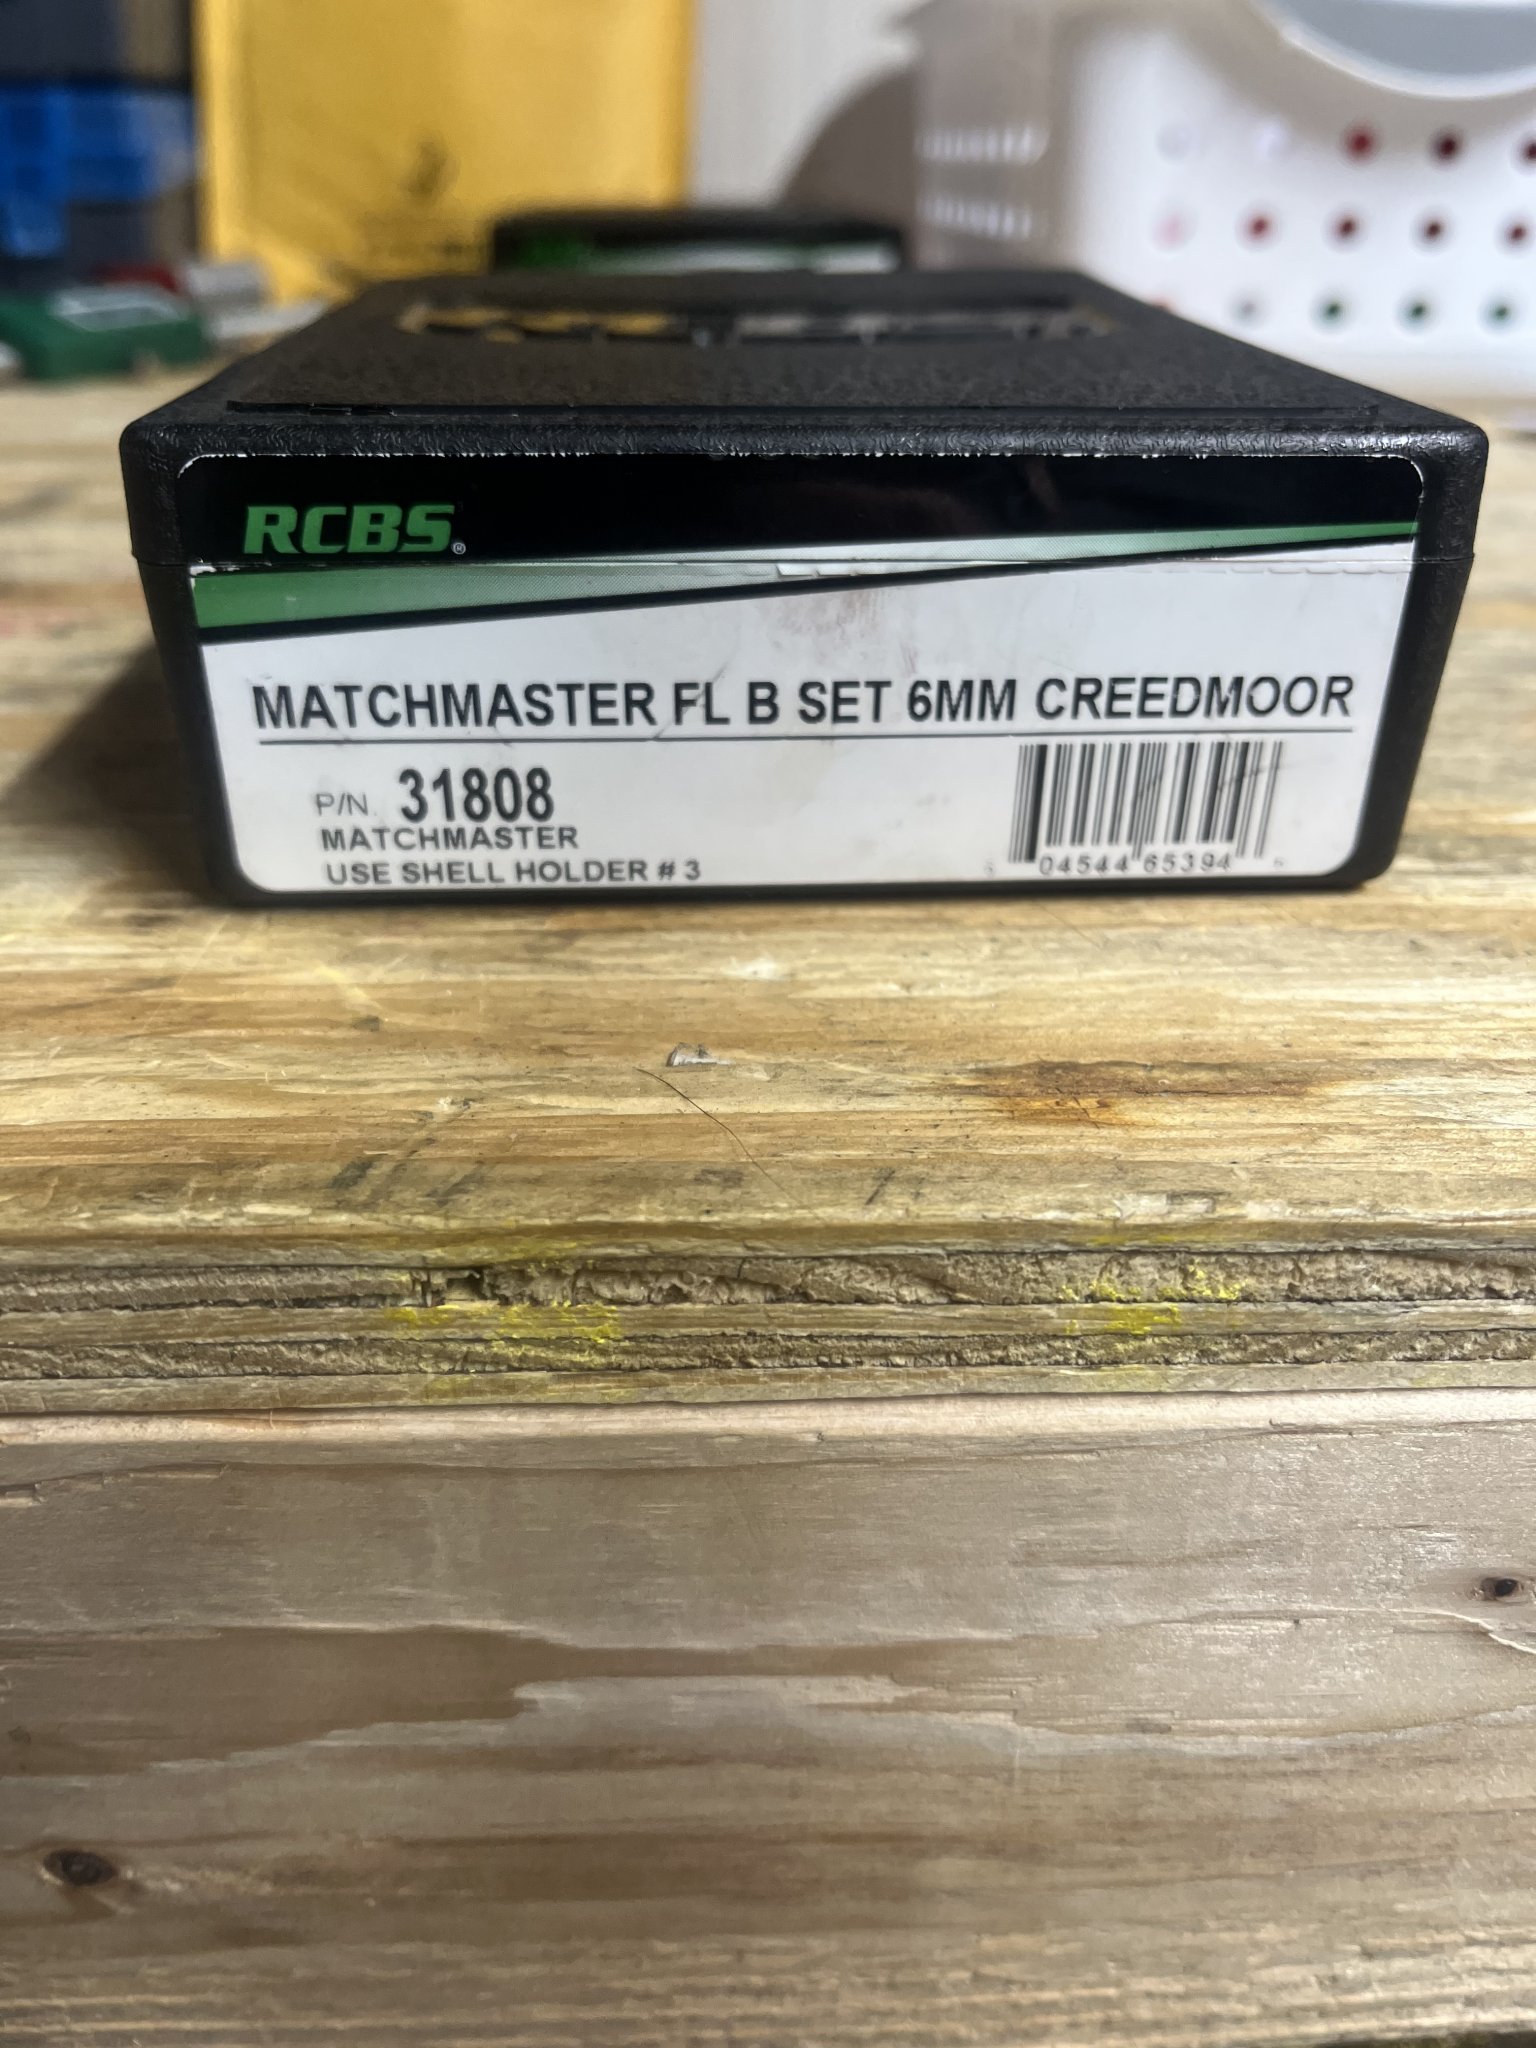 RCBS®
MATCHMASTER FL B SET 6MM CREEDMOOR
P/N. 31808
MATCHMASTER
USE SHELL HOLDER # 3
04544 65394